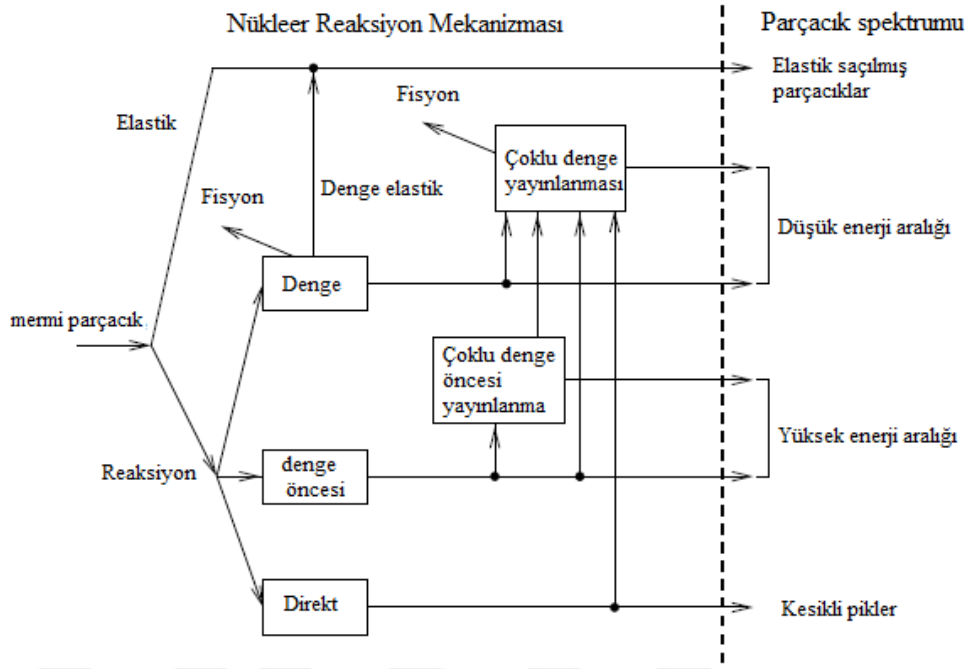 Nükleer Reaksiyon Mekanizması
Parçacık spektrumu
Elastik saçılmış
parçacıklar
Elastik
Fisyon
Çoklu denge
yayınlanması
Denge elastik
Fisyon
Düşük enerji aralığı
Denge
mermi parçacık
Çoklu denge
öncesi
yayınlanma
Yüksek enerji aralığı
Reaksiyon
denge
öncesi
Direkt
Kesikli pikler